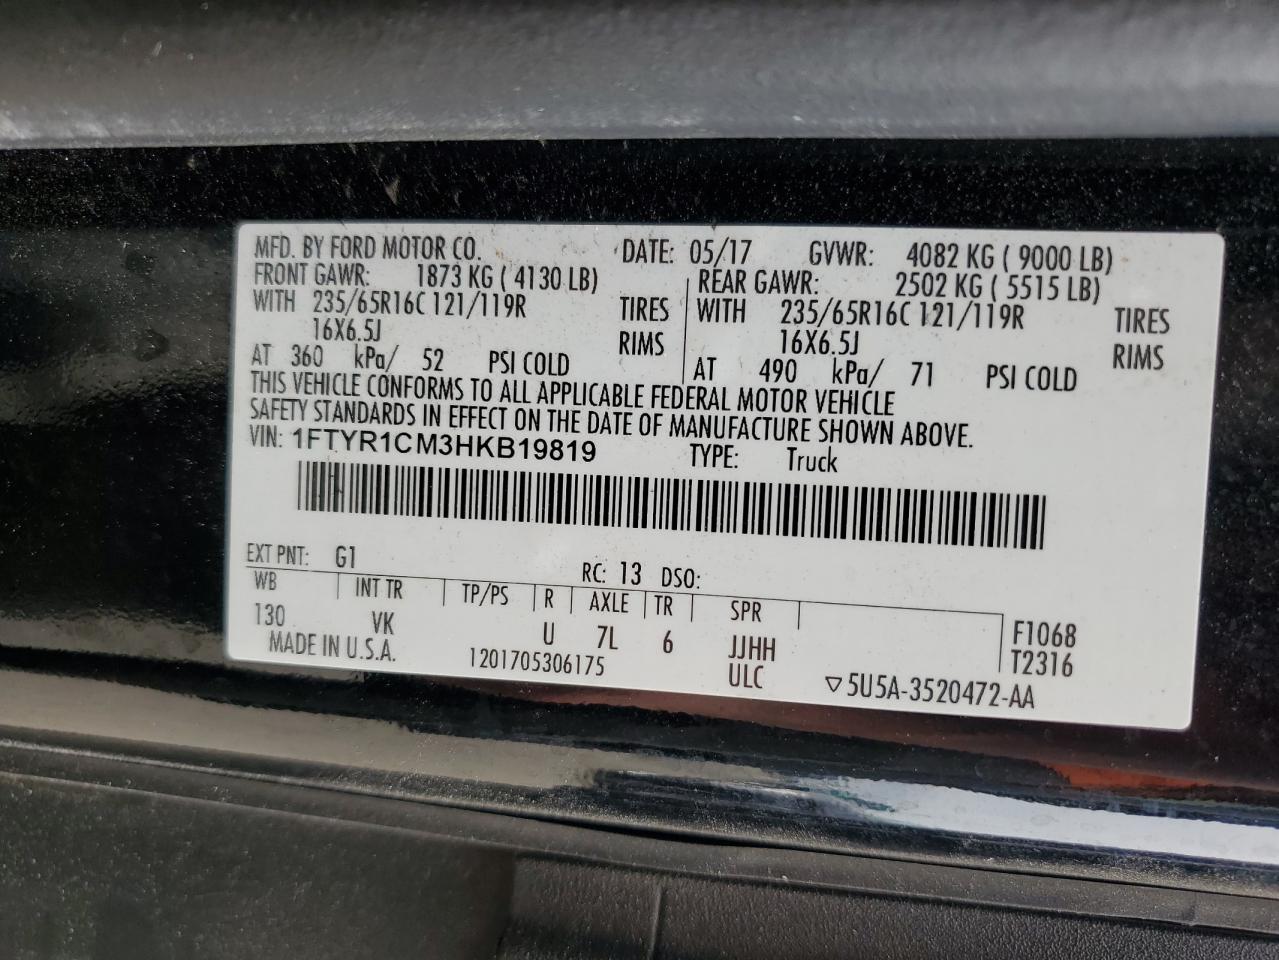 MFD. BY FORD MOTOR CO. DATE: 05/17 GVWR: 4082 KG ( 9000 LB)
FRONT GAWR: 1873 KG ( 4130 LB) REAR GAWR: 2502 KG ( 5515 LB)
WITH 235/65R16C 121/119R TIRES WITH 235/65R16C 121/119R TIRES
16X6.5J RIMS 16X6.5J RIMS
AT 360 kPa/ 52 PSI COLD AT 490 kPa/ 71 PSI COLD
THIS VEHICLE CONFORMS TO ALL APPLICABLE FEDERAL MOTOR VEHICLE
SAFETY STANDARDS IN EFFECT ON THE DATE OF MANUFACTURE SHOWN ABOVE.
VIN: 1FTYR1CM3HKB19819 TYPE: Truck
EXT PNT: G1 RC: 13 DSO:
WB INT TR TP/PS R AXLE TR SPR
130 VK U 7L 6 JJHH F1068
MADE IN U.S.A. 1201705306175 ULC T2316
▽5U5A-3520472-AA